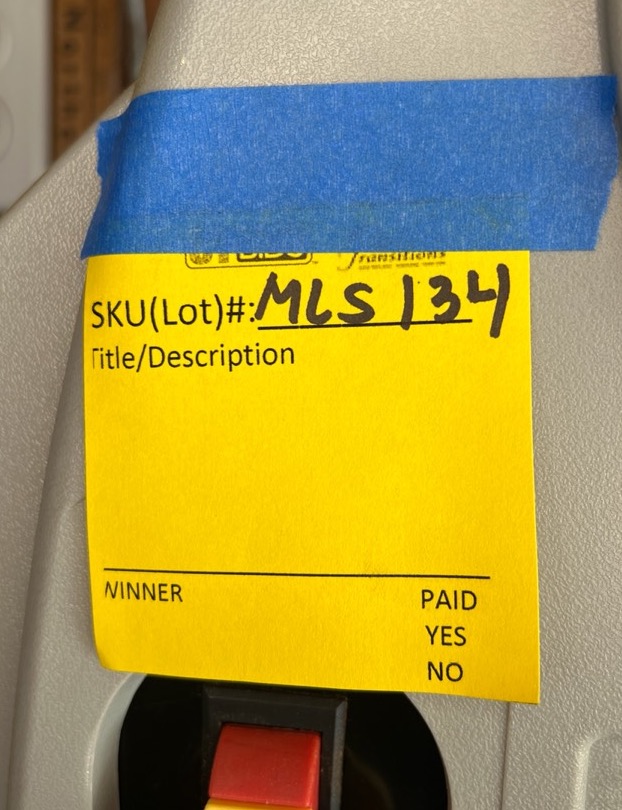 SKU(Lot)#: MLS 134
Title/Description
WINNER PAID
YES
NO